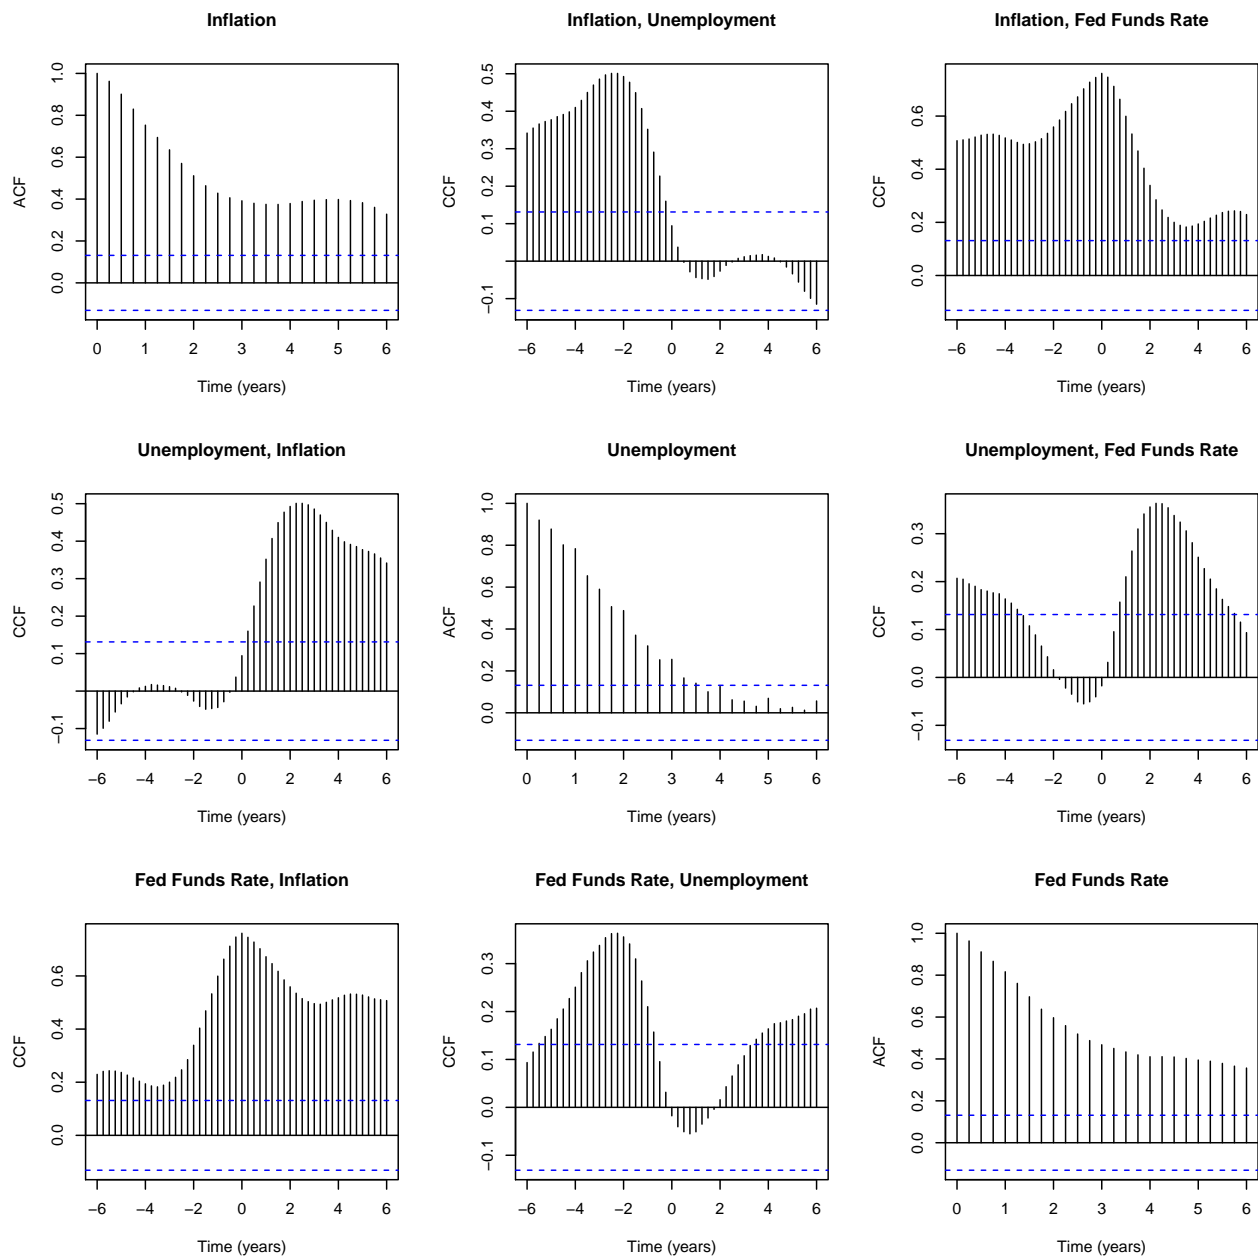 Inflation
Inflation, Unemployment
Inflation, Fed Funds Rate
ACF
1.0
0.8
0.6
0.4
0.2
0.0
0 1 2 3 4 5 6
Time (years)
CCF
0.5
0.4
0.3
0.2
0.1
−0.1
−6 −4 −2 0 2 4 6
Time (years)
CCF
0.6
0.4
0.2
0.0
−6 −4 −2 0 2 4 6
Time (years)
Unemployment, Inflation
Unemployment
Unemployment, Fed Funds Rate
CCF
0.5
0.4
0.3
0.2
0.1
−0.1
−6 −4 −2 0 2 4 6
Time (years)
ACF
1.0
0.8
0.6
0.4
0.2
0.0
0 1 2 3 4 5 6
Time (years)
CCF
0.3
0.2
0.1
0.0
−0.1
−6 −4 −2 0 2 4 6
Time (years)
Fed Funds Rate, Inflation
Fed Funds Rate, Unemployment
Fed Funds Rate
CCF
0.6
0.4
0.2
0.0
−6 −4 −2 0 2 4 6
Time (years)
CCF
0.3
0.2
0.1
0.0
−0.1
−6 −4 −2 0 2 4 6
Time (years)
ACF
1.0
0.8
0.6
0.4
0.2
0.0
0 1 2 3 4 5 6
Time (years)